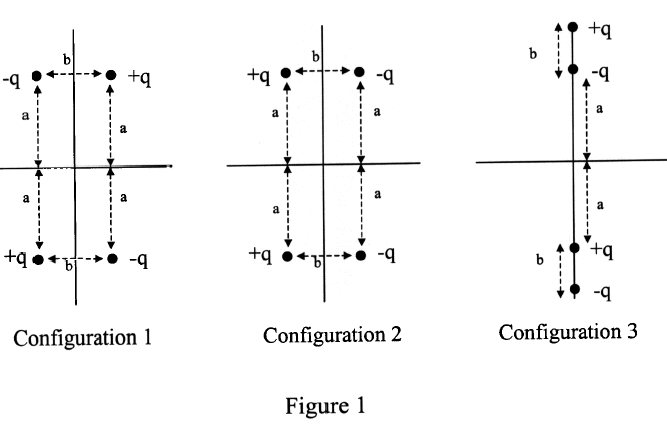 b b +q
-q +q +q -q b -q
a a a a a
a a a a a
+q -q +q -q b +q
b b -q
Configuration 1 Configuration 2 Configuration 3
Figure 1